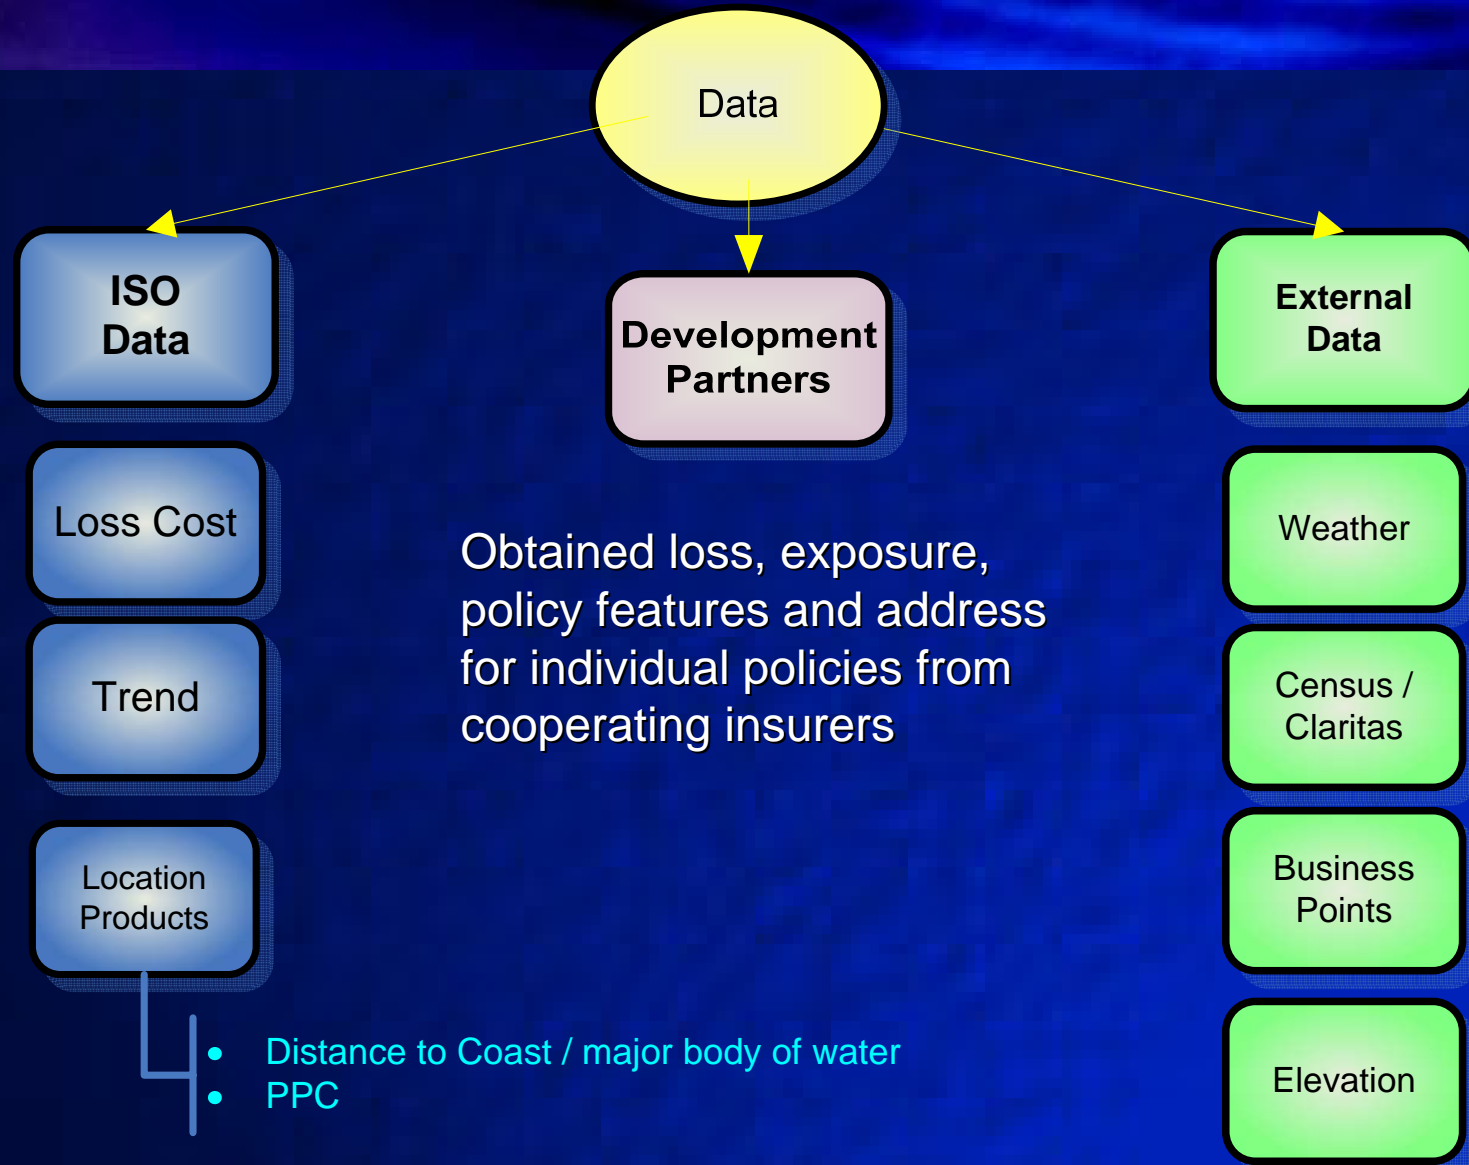 Data
ISO
Data
Loss Cost
Trend
Location
Products
• Distance to Coast / major body of water
• PPC
Development
Partners
Obtained loss, exposure,
policy features and address
for individual policies from
cooperating insurers
External
Data
Weather
Census /
Claritas
Business
Points
Elevation